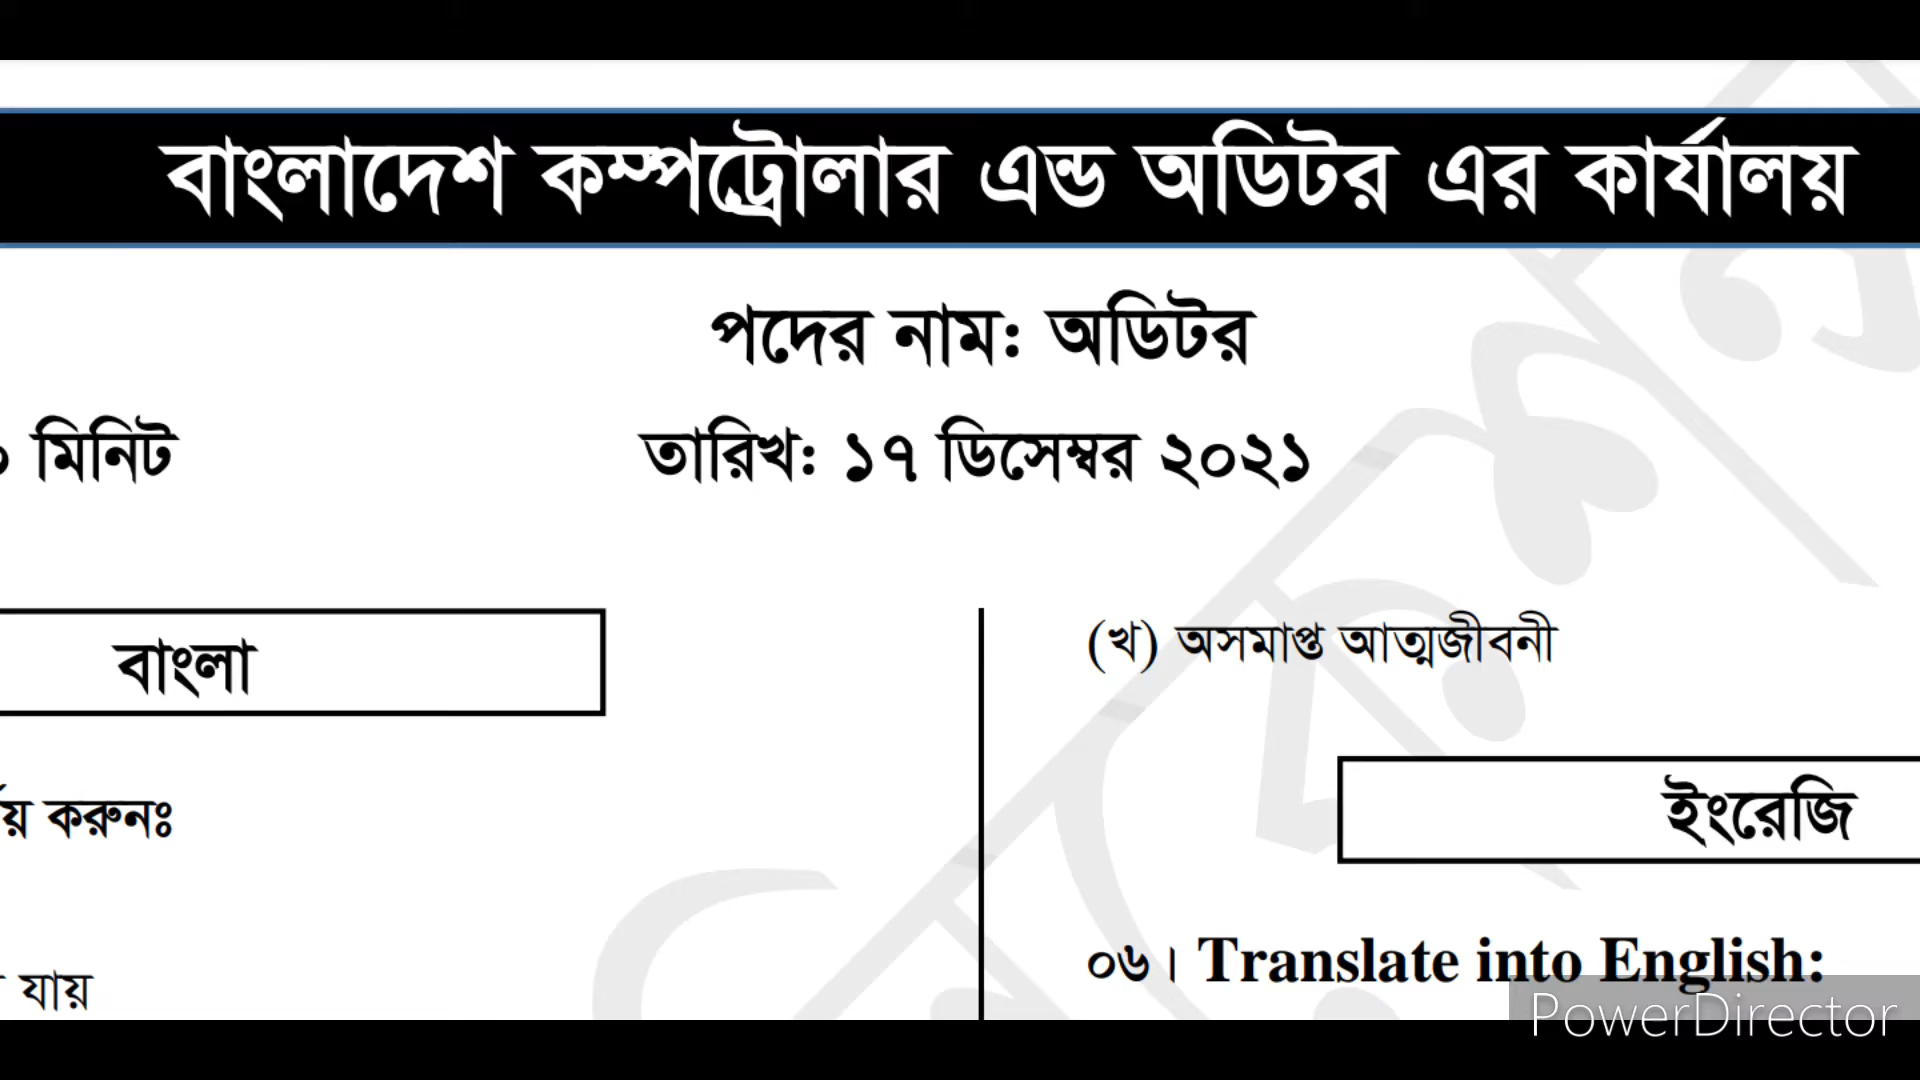 বাংলাদেশ কম্পট্রোলার এন্ড অডিটর এর কার্যালয়
পদের নাম: অডিটর
মিনিট
তারিখ: ১৭ ডিসেম্বর ২০২১
বাংলা
করুনঃ
যায়
(খ) অসমাপ্ত আত্মজীবনী
ইংরেজি
০৬। Translate into English:
PowerDirector